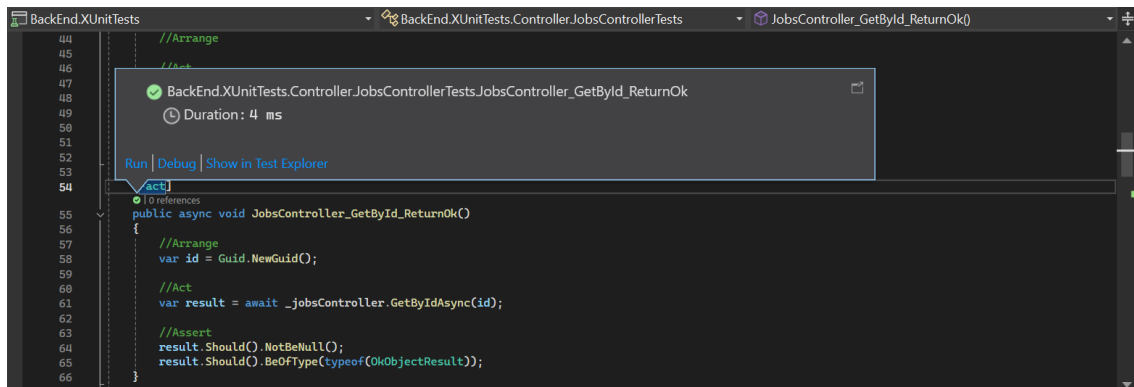 BackEnd.XUnitTests BackEnd.XUnitTests.Controller.JobsControllerTests JobsController_GetById_ReturnOk()
44 //Arrange
45
46 //Act
47
48 BackEnd.XUnitTests.Controller.JobsControllerTests.JobsController_GetById_ReturnOk
49 Duration: 4 ms
50
51
52 Run | Debug | Show in Test Explorer
53
54 act]
0 references
55 public async void JobsController_GetById_ReturnOk()
56 {
57 //Arrange
58 var id = Guid.NewGuid();
59
60 //Act
61 var result = await _jobsController.GetByIdAsync(id);
62
63 //Assert
64 result.Should().NotBeNull();
65 result.Should().BeOfType(typeof(OkObjectResult));
66 }